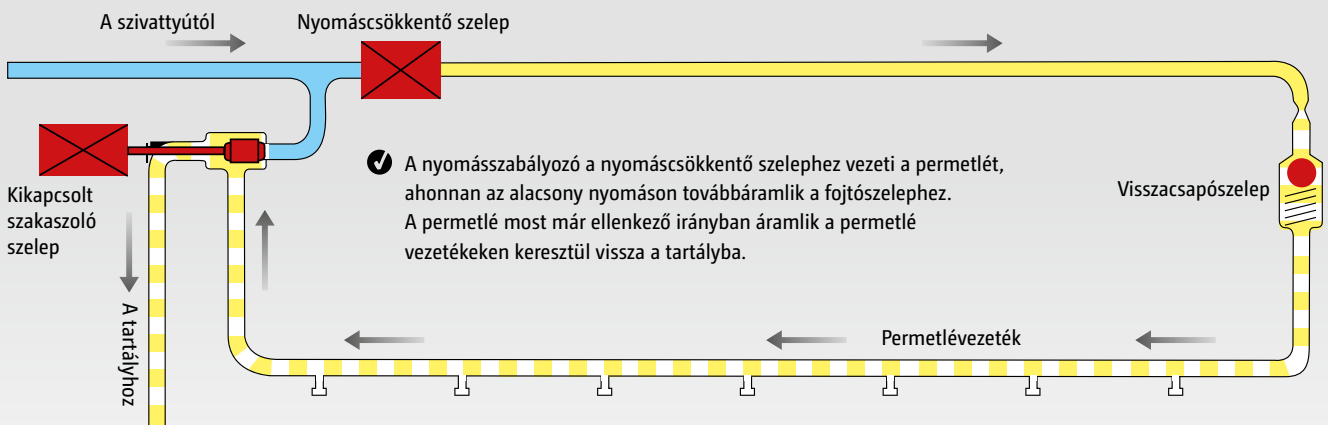 A szivattyútól
Nyomáscsökkentő szelep
Kikapcsolt
szakaszoló
szelep
A nyomásszabályozó a nyomáscsökkentő szelephez vezeti a permetlét,
ahonnan az alacsony nyomáson továbbáramlik a fojtószelephez.
A permetlé most már ellenkező irányban áramlik a permetlé
vezetékeken keresztül vissza a tartályba.
Visszacsapószelep
A tartályhoz
Permetlévezeték